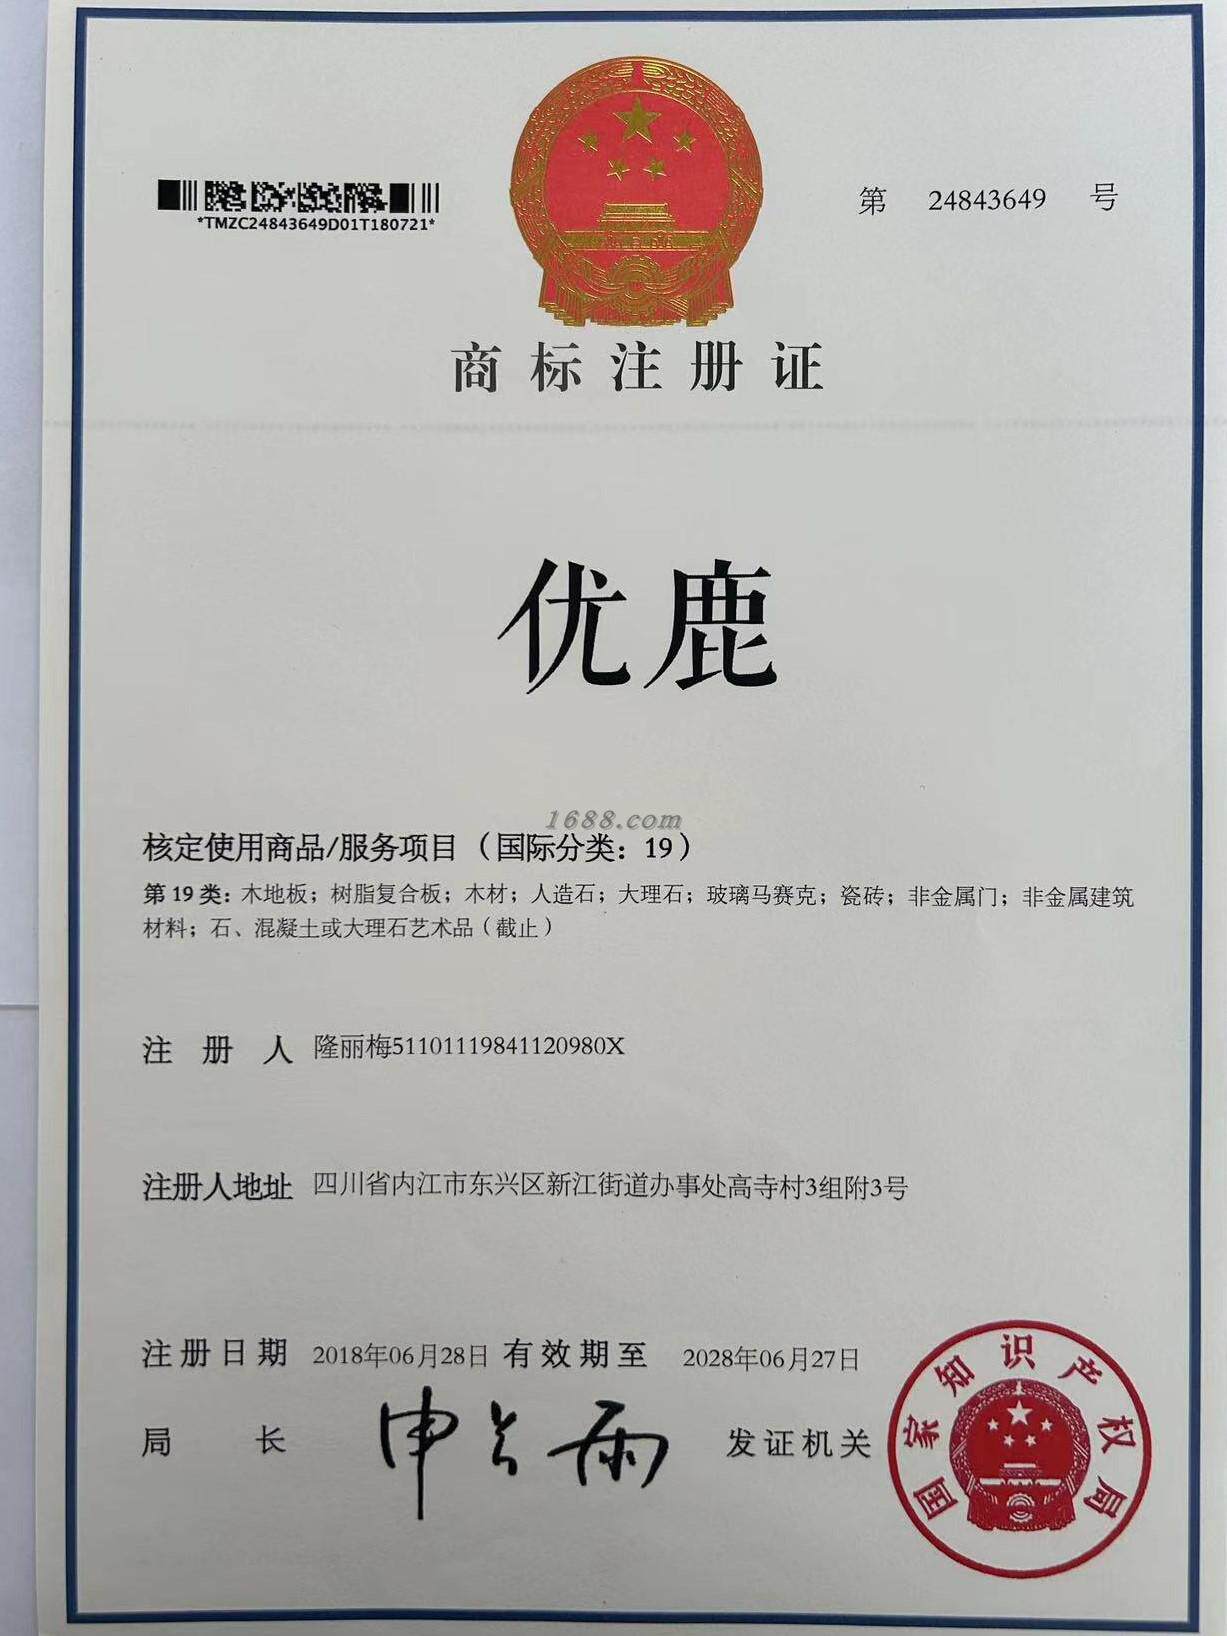 *TMZC24843649D01T180721*
第 24843649 号
商标注册证
优鹿
1688.com
核定使用商品/服务项目（国际分类：19）
第 19 类：木地板；树脂复合板；木材；人造石；大理石；玻璃马赛克；瓷砖；非金属门；非金属建筑
材料；石、混凝土或大理石艺术品（截止）
注册人 隆丽梅51101119841120980X
注册人地址 四川省内江市东兴区新江街道办事处高寺村3组附3号
注册日期 2018年06月28日 有效期至 2028年06月27日
局长 申长雨 发证机关
国家知识产权局